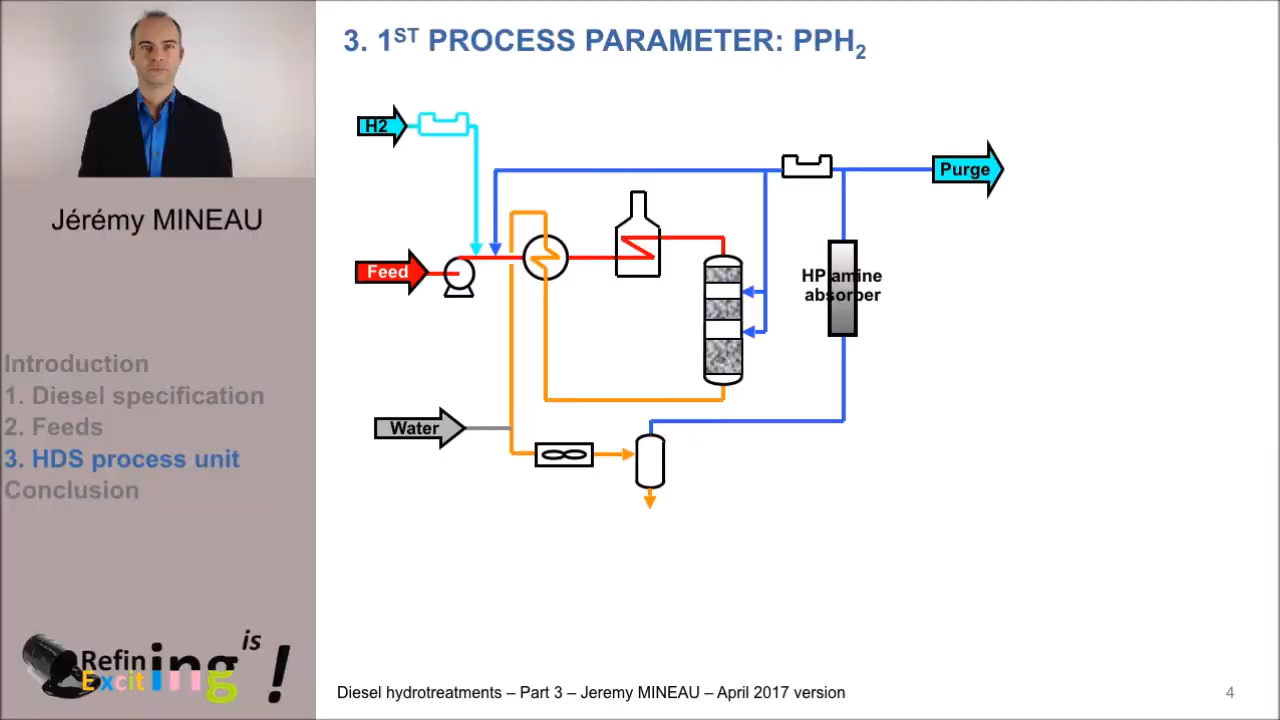 3. 1ST PROCESS PARAMETER: PPH2
Jérémy MINEAU
Introduction
1. Diesel specification
2. Feeds
3. HDS process unit
Conclusion
Refining is
Exciting !
H2
Purge
Feed
HP amine
absorber
Water
Diesel hydrotreatments – Part 3 – Jeremy MINEAU – April 2017 version
4